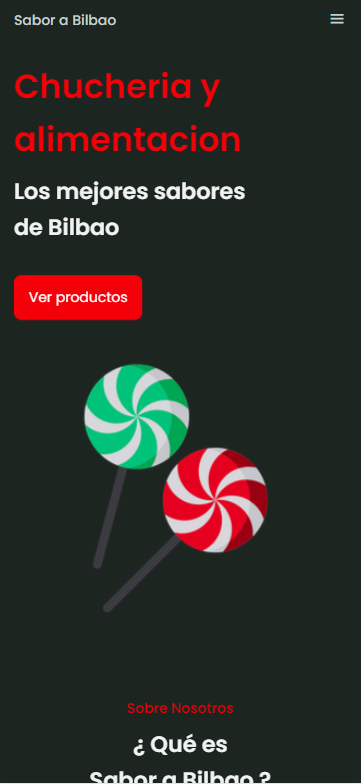 Sabor a Bilbao
Chucheria y
alimentacion
Los mejores sabores
de Bilbao
Ver productos
Sobre Nosotros
¿ Qué es
Sabor a Bilbao ?